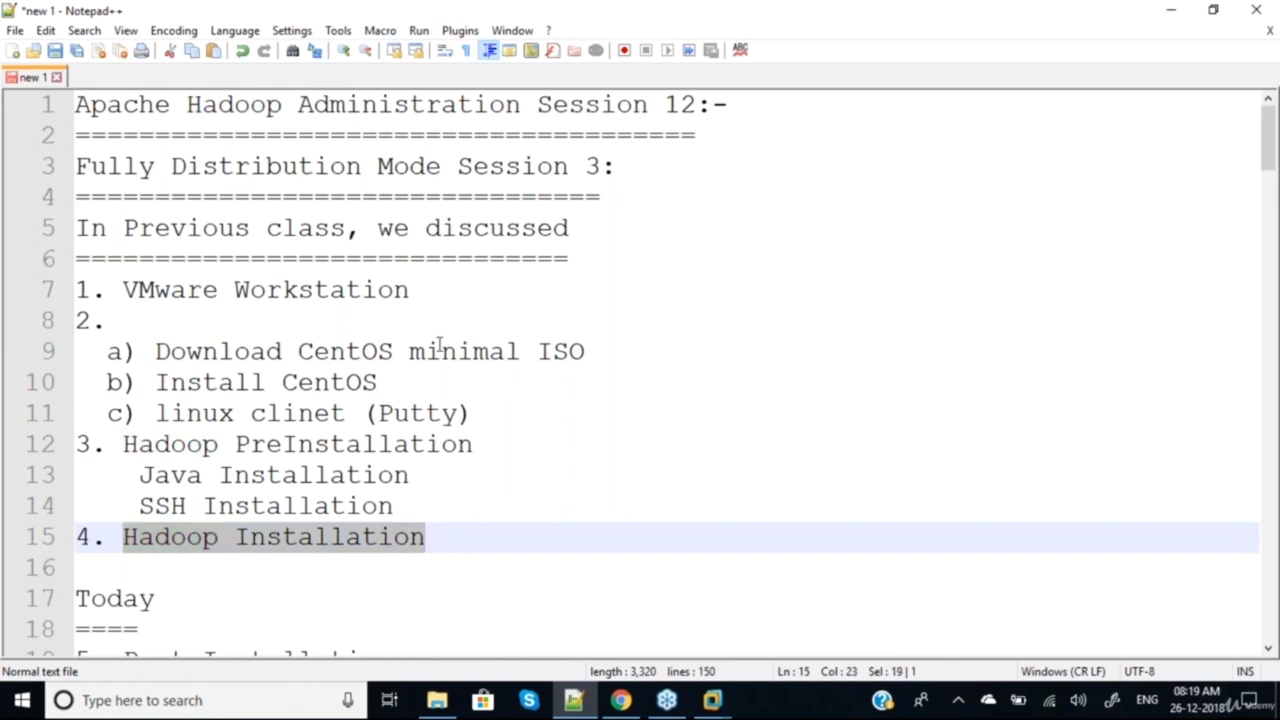 *new 1 - Notepad++
File Edit Search View Encoding Language Settings Tools Macro Run Plugins Window ? X
new 1
1 Apache Hadoop Administration Session 12:-
2 =======================================
3 Fully Distribution Mode Session 3:
4 =================================
5 In Previous class, we discussed
6 ===============================
7 1. VMware Workstation
8 2.
9 a) Download CentOS minimal ISO
10 b) Install CentOS
11 c) linux clinet (Putty)
12 3. Hadoop PreInstallation
13 Java Installation
14 SSH Installation
15 4. Hadoop Installation
16
17 Today
18 ====
Normal text file length : 3,320 lines : 150 Ln : 15 Col : 23 Sel : 19 | 1 Windows (CR LF) UTF-8 INS
Type here to search ENG 08:19 AM
26-12-2018
Udemy